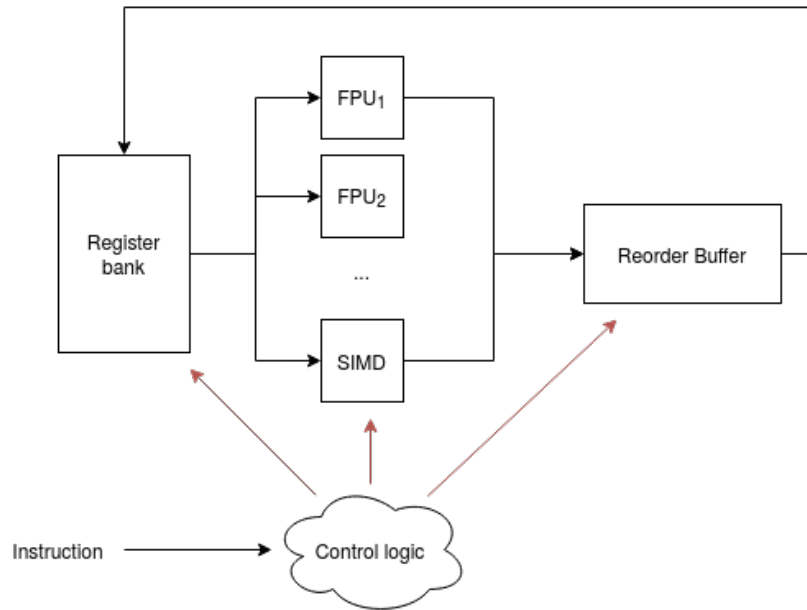 FPU₁
FPU₂
Register
bank
Reorder Buffer
...
SIMD
Instruction
Control logic